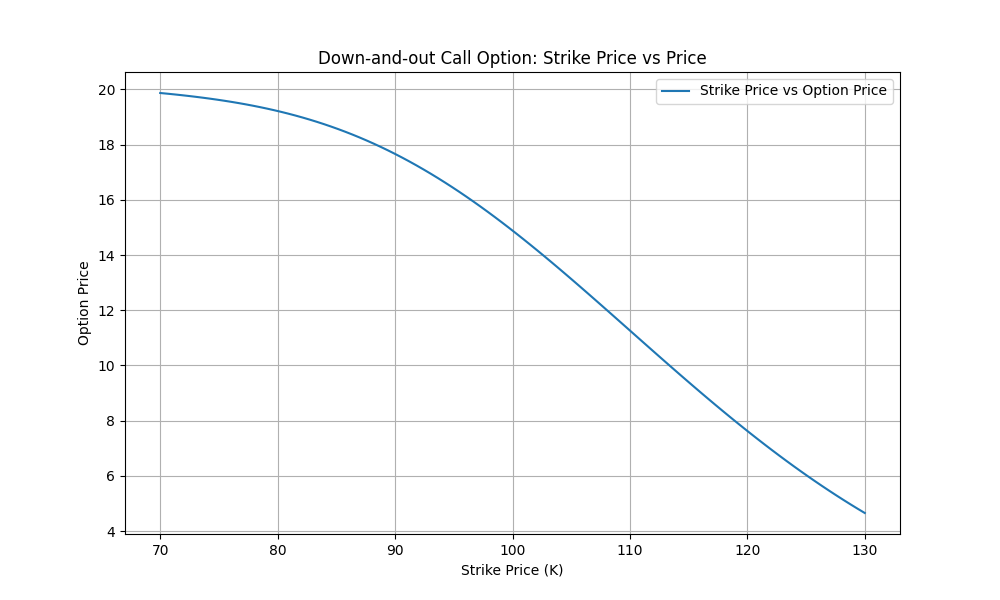 Down-and-out Call Option: Strike Price vs Price
Strike Price vs Option Price
Option Price
20
18
16
14
12
10
8
6
4
70 80 90 100 110 120 130
Strike Price (K)